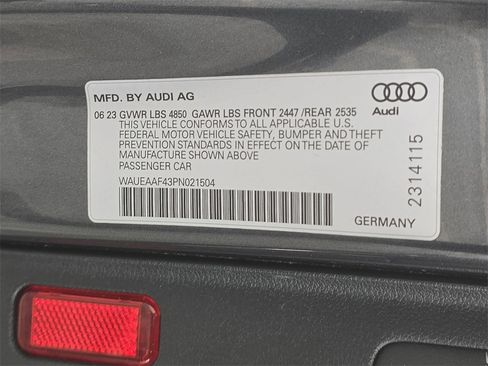 MFD. BY AUDI AG
06 23 GVWR LBS 4850 GAWR LBS FRONT 2447 /REAR 2535
THIS VEHICLE CONFORMS TO ALL APPLICABLE U.S.
FEDERAL MOTOR VEHICLE SAFETY, BUMPER AND THEFT
PREVENTION STANDARDS IN EFFECT ON THE DATE OF
MANUFACTURE SHOWN ABOVE
PASSENGER CAR
WAUEAAF43PN021504
Audi
2314115
GERMANY